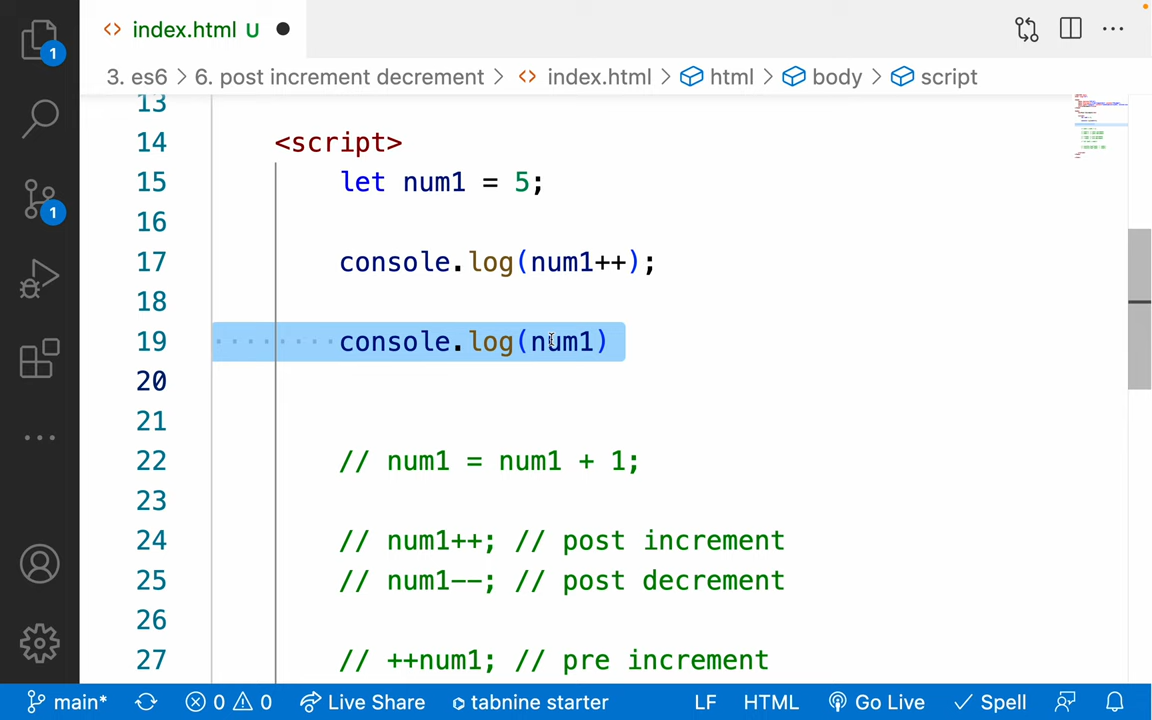 index.html U
3. es6 > 6. post increment decrement > index.html > html > body > script
1
1
13
14 <script>
15 let num1 = 5;
16
17 console.log(num1++);
18
19 console.log(num1)
20
21
22 // num1 = num1 + 1;
23
24 // num1++; // post increment
25 // num1--; // post decrement
26
27 // ++num1; // pre increment
main* 0 0 Live Share tabnine starter LF HTML Go Live Spell